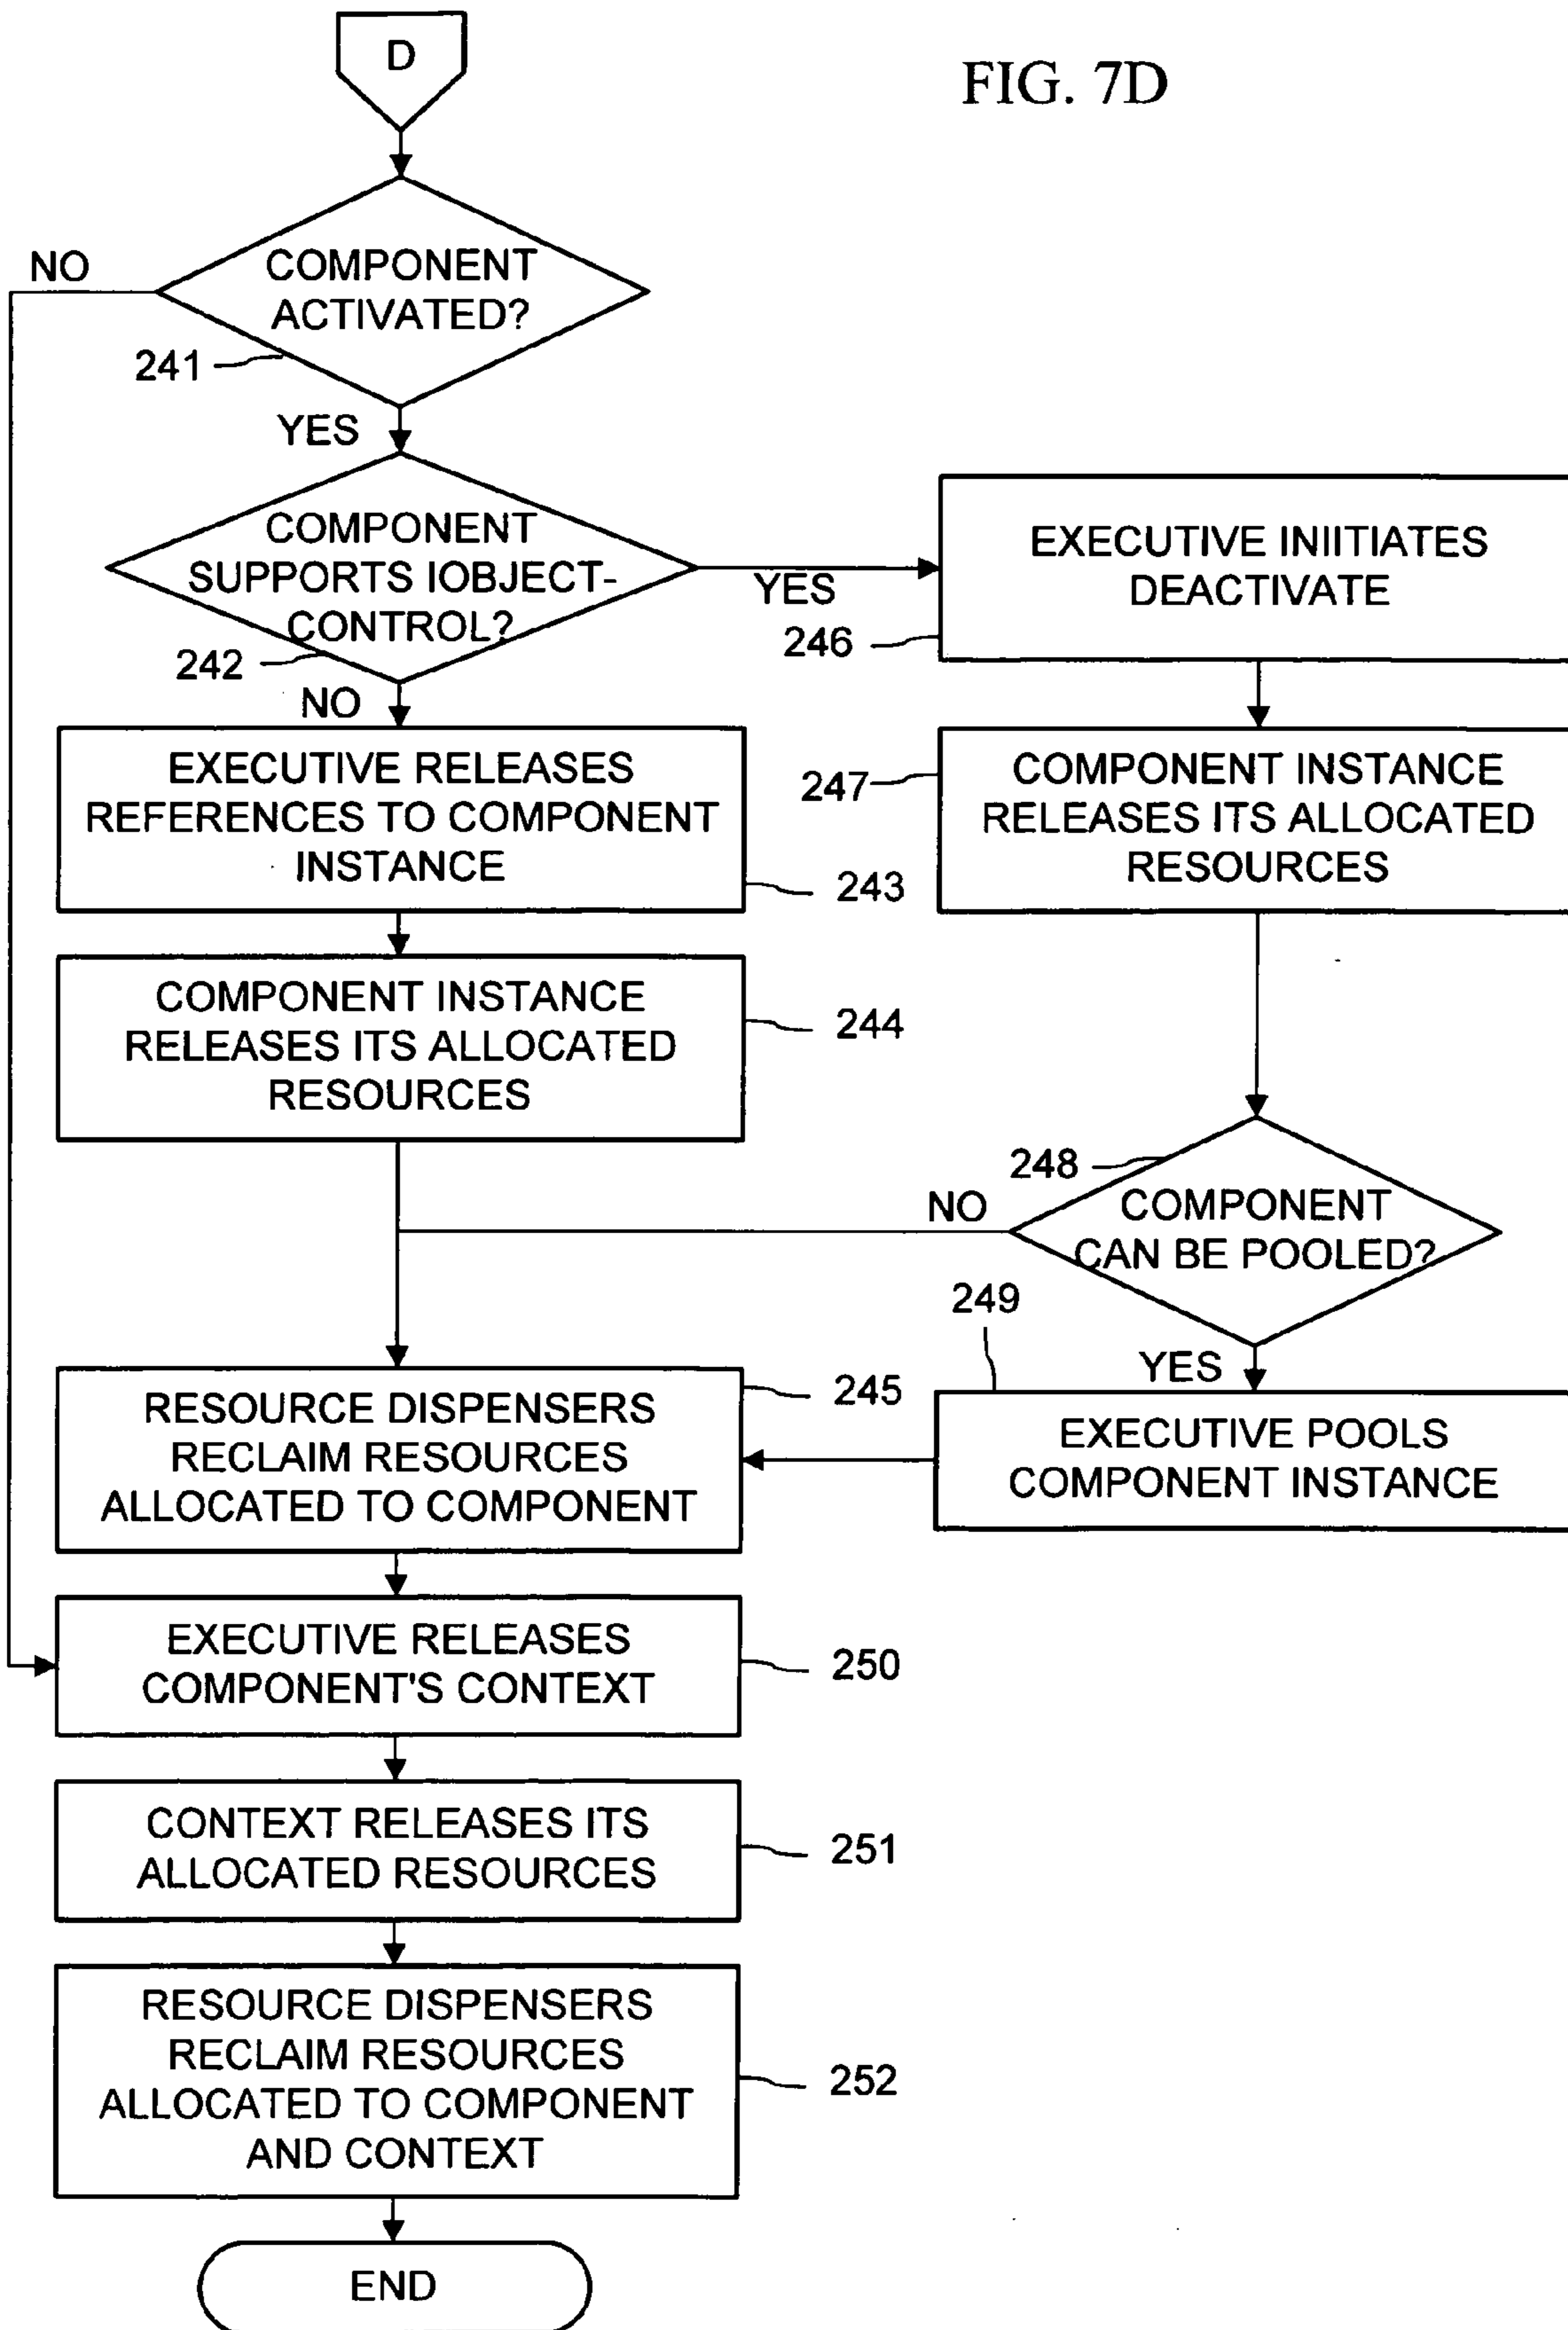 D
FIG. 7D
COMPONENT
ACTIVATED?
NO
241
YES
COMPONENT
SUPPORTS IOBJECT-
CONTROL?
YES
242
NO
EXECUTIVE INIITIATES
DEACTIVATE
246
EXECUTIVE RELEASES
REFERENCES TO COMPONENT
INSTANCE
243
COMPONENT INSTANCE
RELEASES ITS ALLOCATED
RESOURCES
247
COMPONENT INSTANCE
RELEASES ITS ALLOCATED
RESOURCES
244
248
COMPONENT
CAN BE POOLED?
NO
YES
249
EXECUTIVE POOLS
COMPONENT INSTANCE
RESOURCE DISPENSERS
RECLAIM RESOURCES
ALLOCATED TO COMPONENT
245
EXECUTIVE RELEASES
COMPONENT'S CONTEXT
250
CONTEXT RELEASES ITS
ALLOCATED RESOURCES
251
RESOURCE DISPENSERS
RECLAIM RESOURCES
ALLOCATED TO COMPONENT
AND CONTEXT
252
END